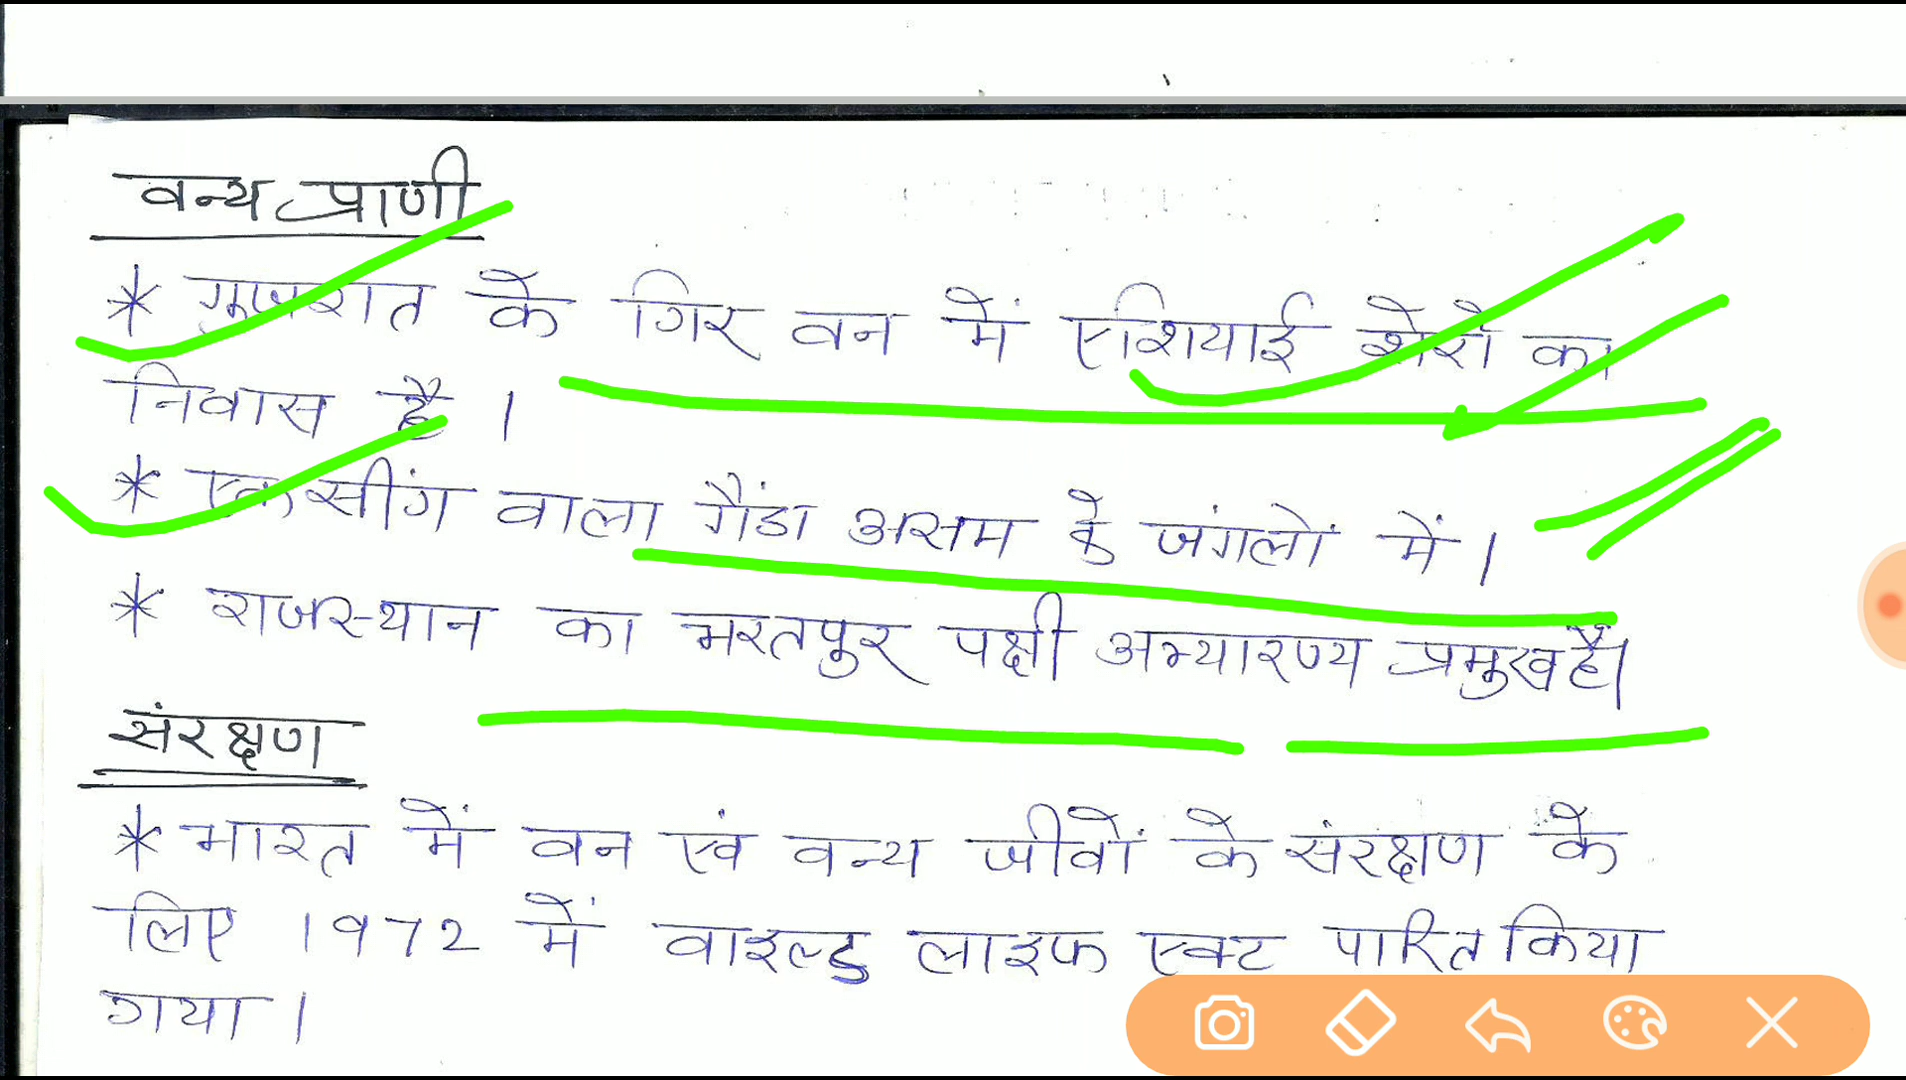 वन्य प्राणी
* गुजरात के गिर वन में एशियाई शेरों का
निवास है ।
* एक सींग वाला गैंडा असम के जंगलों में ।
* राजस्थान का भरतपुर पक्षी अभ्यारण्य प्रमुख है।
संरक्षण
* भारत में वन एवं वन्य जीवों के संरक्षण के
लिए 1972 में वाइल्ड लाइफ एक्ट पारित किया
गया ।